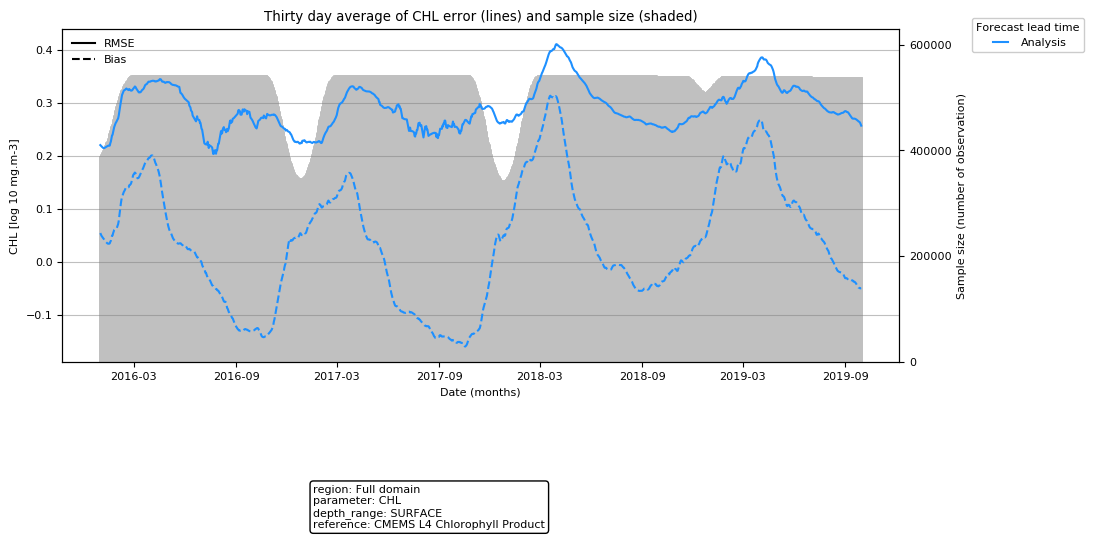 Thirty day average of CHL error (lines) and sample size (shaded)
Forecast lead time
Analysis
RMSE
Bias
0.4
0.3
0.2
0.1
0.0
−0.1
CHL [log 10 mg.m-3]
600000
400000
200000
0
Sample size (number of observation)
2016-03 2016-09 2017-03 2017-09 2018-03 2018-09 2019-03 2019-09
Date (months)
region: Full domain
parameter: CHL
depth_range: SURFACE
reference: CMEMS L4 Chlorophyll Product